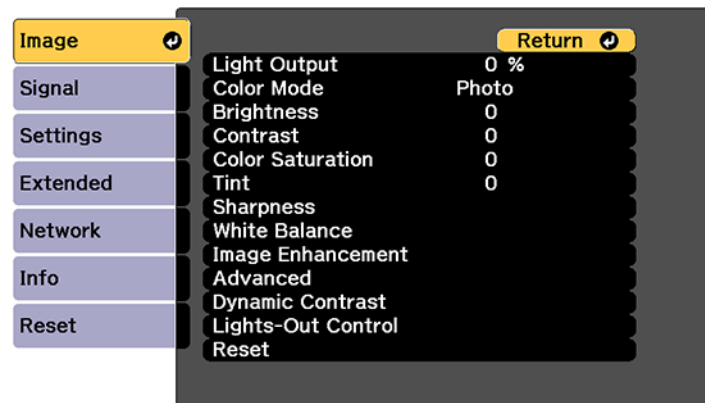 Image
Signal
Settings
Extended
Network
Info
Reset
Return
Light Output 0 %
Color Mode Photo
Brightness 0
Contrast 0
Color Saturation 0
Tint 0
Sharpness
White Balance
Image Enhancement
Advanced
Dynamic Contrast
Lights-Out Control
Reset